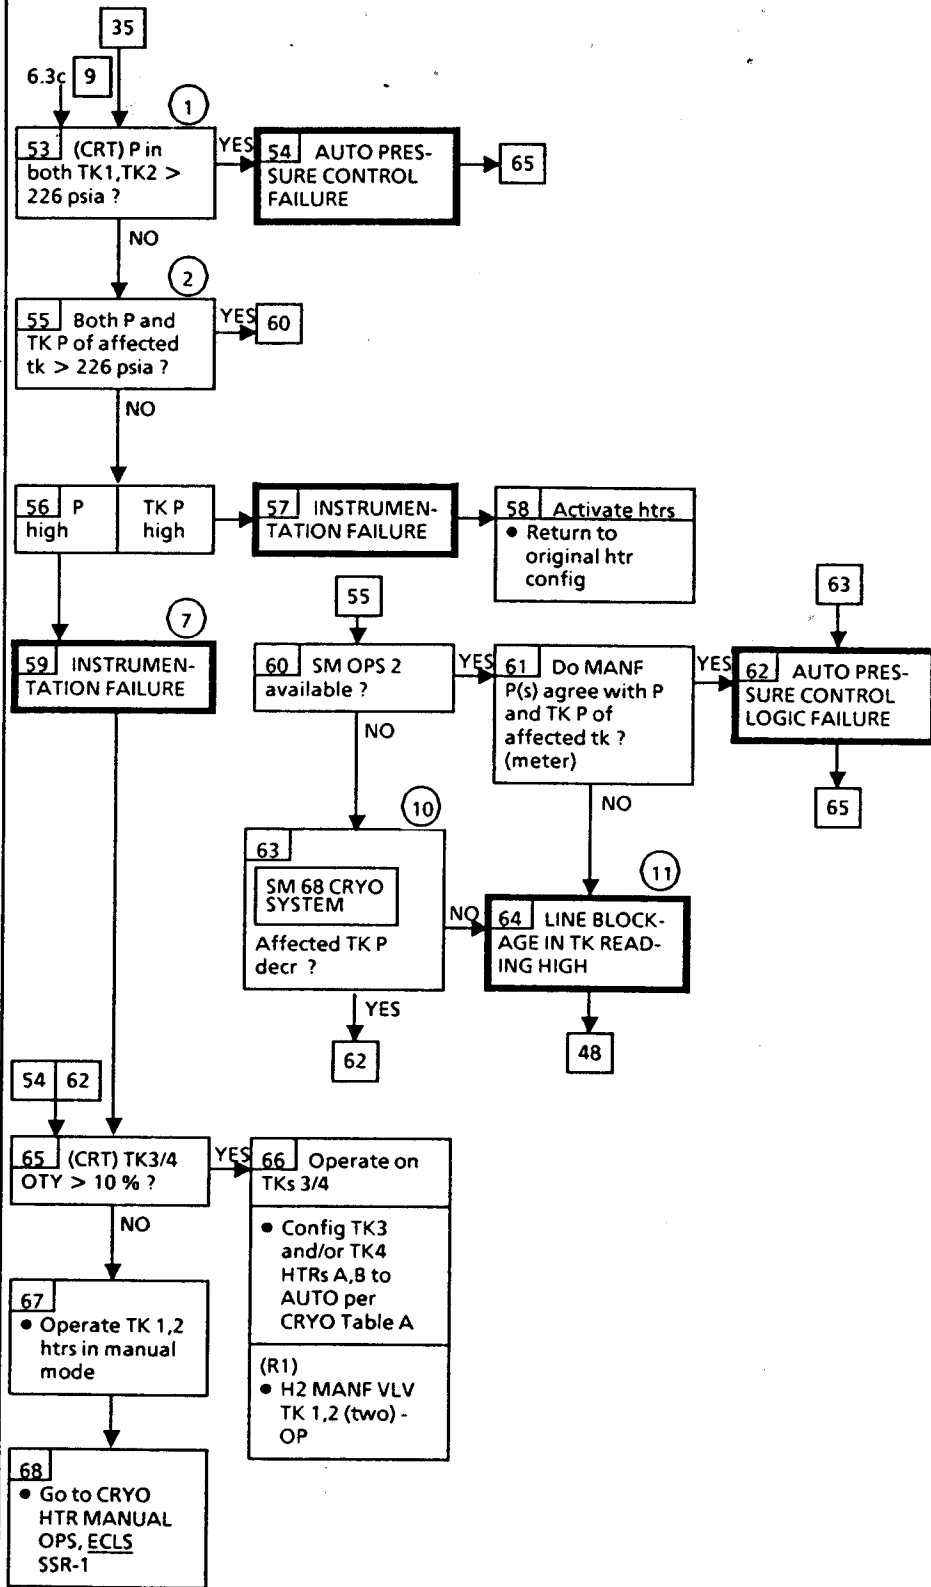 35
6.3c 9
1
53 (CRT) P in
both TK1,TK2 >
226 psia ?
YES
54 AUTO PRES-
SURE CONTROL
FAILURE
65
NO
2
55 Both P and
TK P of affected
tk > 226 psia ?
YES
60
NO
56 P
high
TK P
high
57 INSTRUMEN-
TATION FAILURE
58 Activate htrs
● Return to
original htr
config
7
59 INSTRUMEN-
TATION FAILURE
55
60 SM OPS 2
available ?
YES
61 Do MANF
P(s) agree with P
and TK P of
affected tk ?
(meter)
YES
63
62 AUTO PRES-
SURE CONTROL
LOGIC FAILURE
65
NO
NO
10
63
SM 68 CRYO
SYSTEM
Affected TK P
decr ?
NO
11
64 LINE BLOCK-
AGE IN TK READ-
ING HIGH
48
YES
62
54 62
65 (CRT) TK3/4
QTY > 10 % ?
YES
66 Operate on
TKs 3/4
● Config TK3
and/or TK4
HTRs A,B to
AUTO per
CRYO Table A
(R1)
● H2 MANF VLV
TK 1,2 (two) -
OP
NO
67
● Operate TK 1,2
htrs in manual
mode
68
● Go to CRYO
HTR MANUAL
OPS, ECLS
SSR-1